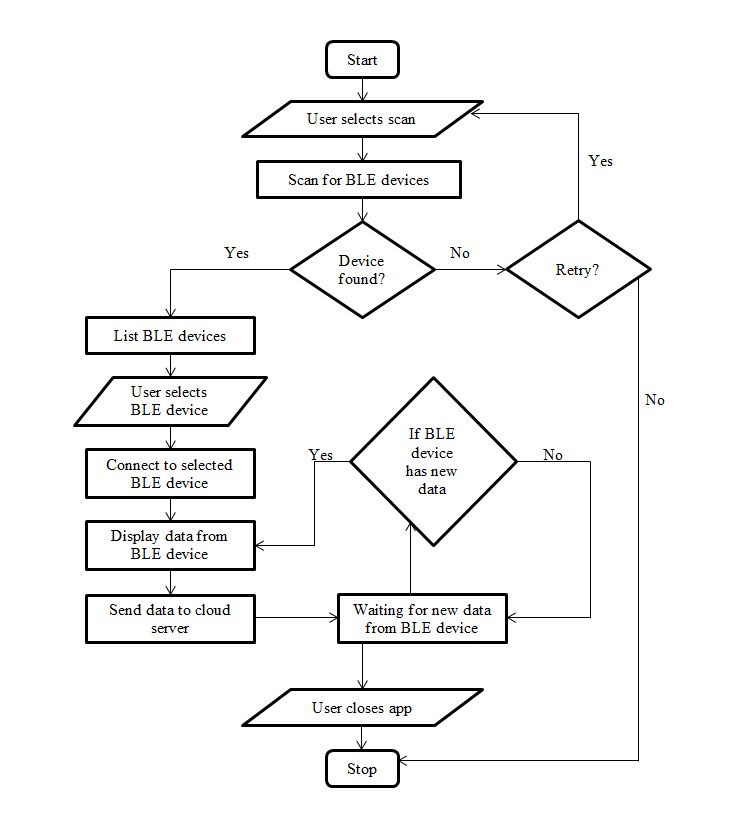 Start
User selects scan
Yes
Scan for BLE devices
Yes
Device
found?
No
Retry?
List BLE devices
User selects
BLE device
No
If BLE
device
has new
data
Yes
No
Connect to selected
BLE device
Display data from
BLE device
Send data to cloud
server
Waiting for new data
from BLE device
User closes app
Stop